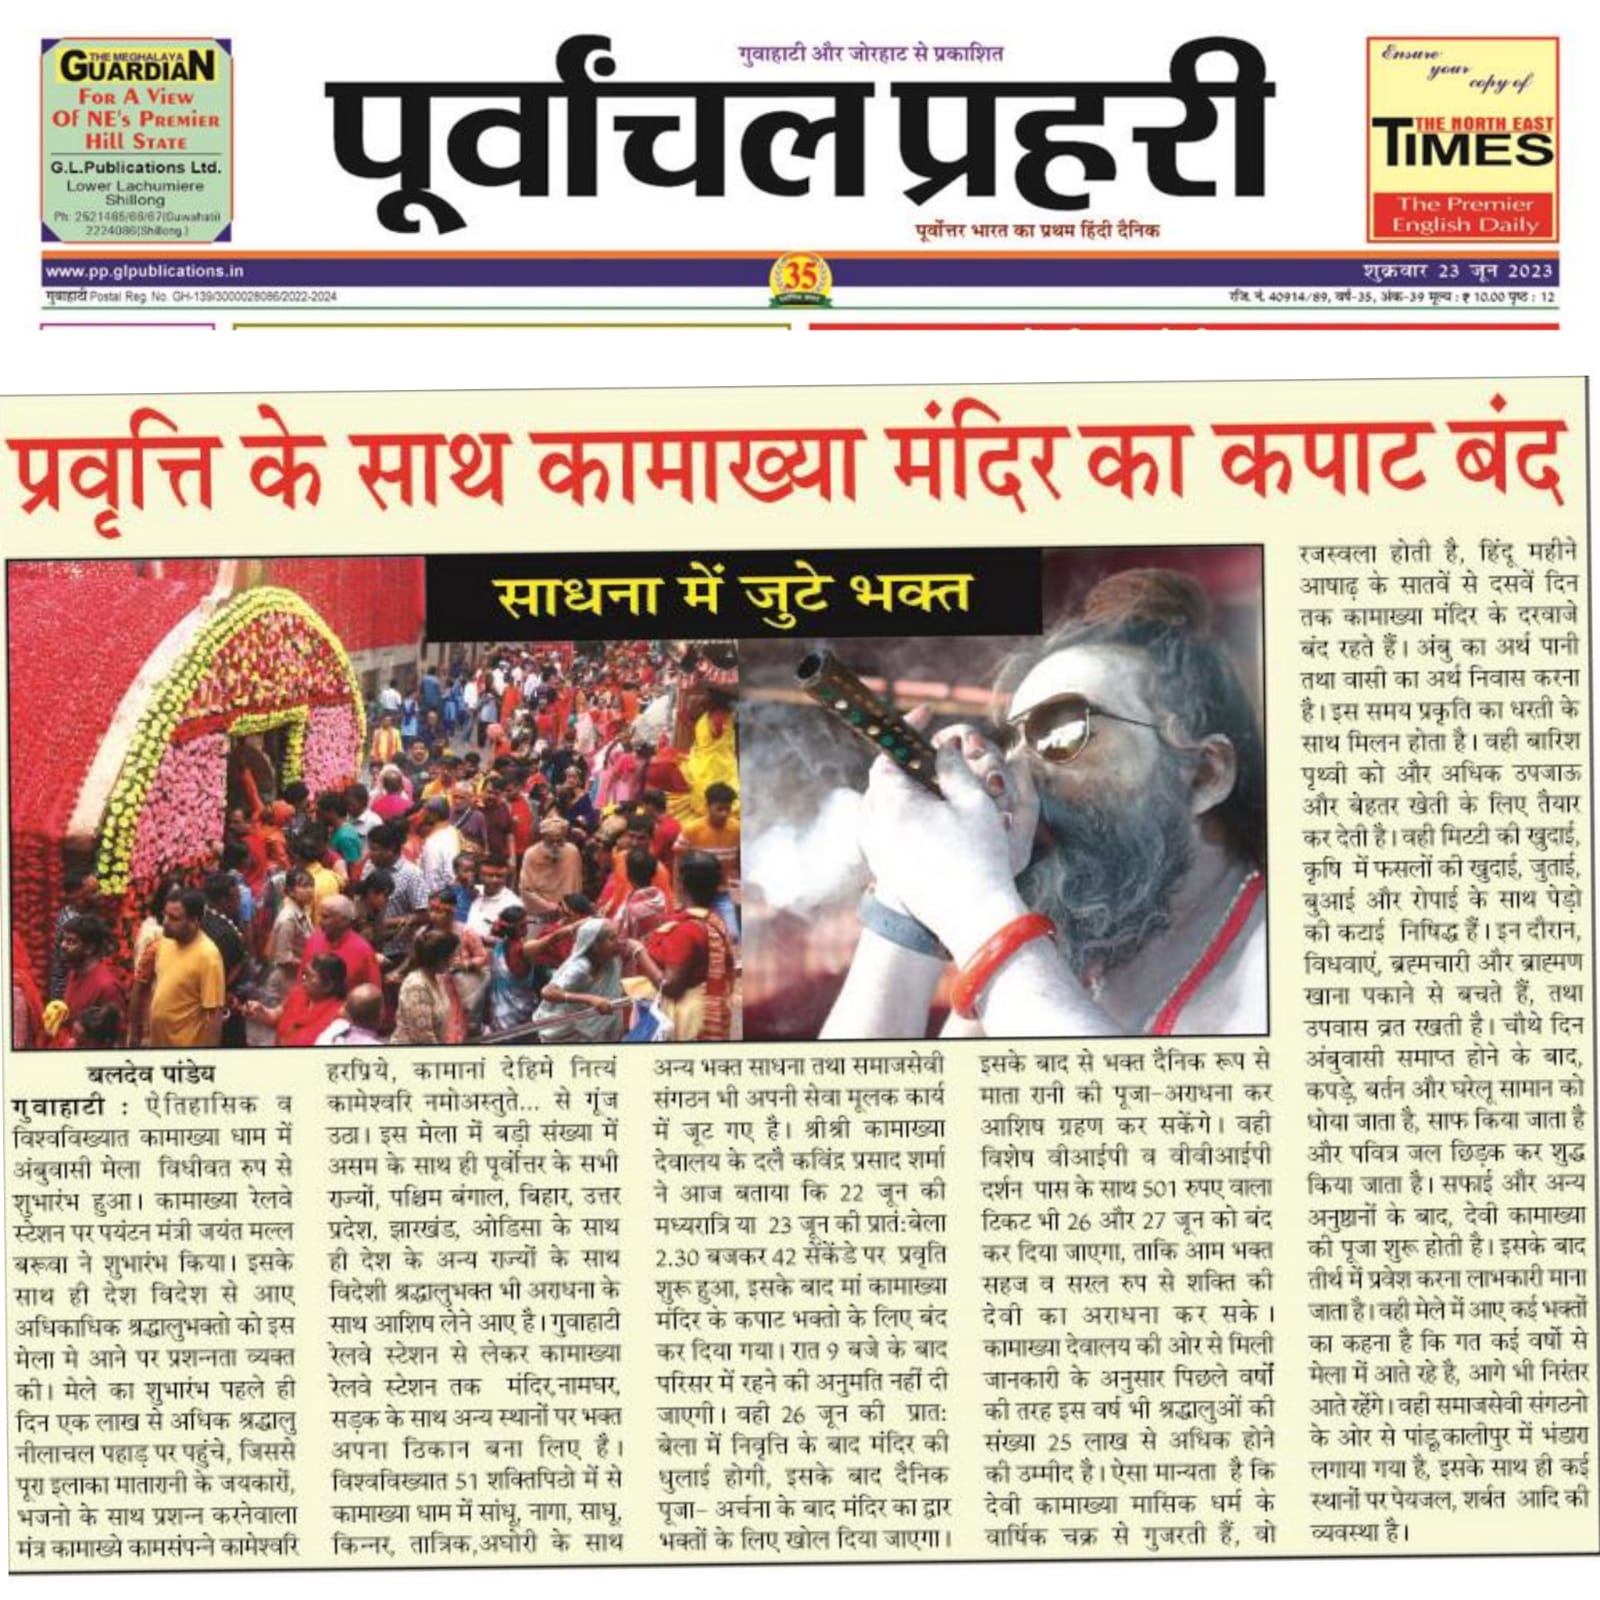 THE MEGHALAYA
GUARDIAN
FOR A VIEW
OF NE'S PREMIER
HILL STATE
G.L.Publications Ltd.
Lower Lachumiere
Shillong
Ph: 2521465/66/67(Guwahati)
2224086(Shillong.)
गुवाहाटी और जोरहाट से प्रकाशित
पूर्वांचल प्रहरी
पूर्वोत्तर भारत का प्रथम हिंदी दैनिक
Ensure
your
copy of
THE NORTH EAST
TIMES
The Premier
English Daily
www.pp.glpublications.in
35
शुक्रवार 23 जून 2023
गुवाहाटी Postal Reg. No. GH-139/3000028086/2022-2024
रजि. नं. 40914/89, वर्ष-35, अंक-39 मूल्य : ₹ 10.00 पृष्ठ : 12
प्रवृत्ति के साथ कामाख्या मंदिर का कपाट बंद
साधना में जुटे भक्त
बलदेव पांडेय
गुवाहाटी : ऐतिहासिक व
विश्वविख्यात कामाख्या धाम में
अंबुवासी मेला विधीवत रुप से
शुभारंभ हुआ। कामाख्या रेलवे
स्टेशन पर पयंटन मंत्री जयंत मल्ल
बरूवा ने शुभारंभ किया। इसके
साथ ही देश विदेश से आए
अधिकाधिक श्रद्धालुभक्तो को इस
मेला मे आने पर प्रशन्नता व्यक्त
की। मेले का शुभारंभ पहले ही
दिन एक लाख से अधिक श्रद्धालु
नीलाचल पहाड़ पर पहुंचे, जिससे
पूरा इलाका मातारानी के जयकारों,
भजनो के साथ प्रशन्न करनेवाला
मंत्र कामाख्ये कामसंपन्ने कामेश्वरि
हरप्रिये, कामानां देहिमे नित्यं
कामेश्वरि नमोअस्तुते... से गूंज
उठा। इस मेला में बड़ी संख्या में
असम के साथ ही पूर्वोत्तर के सभी
राज्यों, पश्चिम बंगाल, बिहार, उत्तर
प्रदेश, झारखंड, ओडिसा के साथ
ही देश के अन्य राज्यों के साथ
विदेशी श्रद्धालुभक्त भी अराधना के
साथ आशिष लेने आए है। गुवाहाटी
रेलवे स्टेशन से लेकर कामाख्या
रेलवे स्टेशन तक मंदिर,नामघर,
सड़क के साथ अन्य स्थानों पर भक्त
अपना ठिकान बना लिए है।
विश्वविख्यात 51 शक्तिपिठो में से
कामाख्या धाम में सांधु, नागा, साधु,
किन्नर, तात्रिक,अघोरी के साथ
अन्य भक्त साधना तथा समाजसेवी
संगठन भी अपनी सेवा मूलक कार्य
में जूट गए है। श्रीश्री कामाख्या
देवालय के दलै कविंद्र प्रसाद शर्मा
ने आज बताया कि 22 जून की
मध्यरात्रि या 23 जून की प्रातं:बेला
2.30 बजकर 42 सेकेंडे पर प्रवृति
शुरू हुआ, इसके बाद मां कामाख्या
मंदिर के कपाट भक्तो के लिए बंद
कर दिया गया। रात 9 बजे के बाद
परिसर में रहने की अनुमति नहीं दी
जाएगी। वही 26 जून की प्रात:
बेला में निवृत्ति के बाद मंदिर की
धुलाई होगी, इसके बाद दैनिक
पूजा- अर्चना के बाद मंदिर का द्वार
भक्तों के लिए खोल दिया जाएगा।
इसके बाद से भक्त दैनिक रूप से
माता रानी की पूजा-अराधना कर
आशिष ग्रहण कर सकेंगे। वही
विशेष वीआईपी व वीवीआईपी
दर्शन पास के साथ 501 रुपए वाला
टिकट भी 26 और 27 जून को बंद
कर दिया जाएगा, ताकि आम भक्त
सहज व सरल रुप से शक्ति की
देवी का अराधना कर सके।
कामाख्या देवालय की ओर से मिली
जानकारी के अनुसार पिछले वर्षों
की तरह इस वर्ष भी श्रद्धालुओं की
संख्या 25 लाख से अधिक होने
की उम्मीद है। ऐसा मान्यता है कि
देवी कामाख्या मासिक धर्म के
वार्षिक चक्र से गुजरती हैं, वो
रजस्वला होती है, हिंदू महीने
आषाढ़ के सातवें से दसवें दिन
तक कामाख्या मंदिर के दरवाजे
बंद रहते हैं। अंबु का अर्थ पानी
तथा वासी का अर्थ निवास करना
है। इस समय प्रकृति का धरती के
साथ मिलन होता है। वही बारिश
पृथ्वी को और अधिक उपजाऊ
और बेहतर खेती के लिए तैयार
कर देती है। वही मिटटी की खुदाई,
कृषि में फसलों की खुदाई, जुताई,
बुआई और रोपाई के साथ पेड़ो
की कटाई निषिद्ध हैं। इन दौरान,
विधवाएं, ब्रह्मचारी और ब्राह्मण
खाना पकाने से बचते हैं, तथा
उपवास व्रत रखती है। चौथे दिन
अंबुवासी समाप्त होने के बाद,
कपड़े, बर्तन और घरेलू सामान को
धोया जाता है, साफ किया जाता है
और पवित्र जल छिड़क कर शुद्ध
किया जाता है। सफाई और अन्य
अनुष्ठानों के बाद, देवी कामाख्या
की पूजा शुरू होती है। इसके बाद
तीर्थ में प्रवेश करना लाभकारी माना
जाता है। वही मेले में आए कई भक्तों
का कहना है कि गत कई वर्षो से
मेला में आते रहे है, आगे भी निरंतर
आते रहेंगे। वही समाजसेवी संगठनो
के ओर से पांडू,कालीपुर में भंडारा
लगाया गया है, इसके साथ ही कई
स्थानों पर पेयजल, शर्बत आदि की
व्यवस्था है।